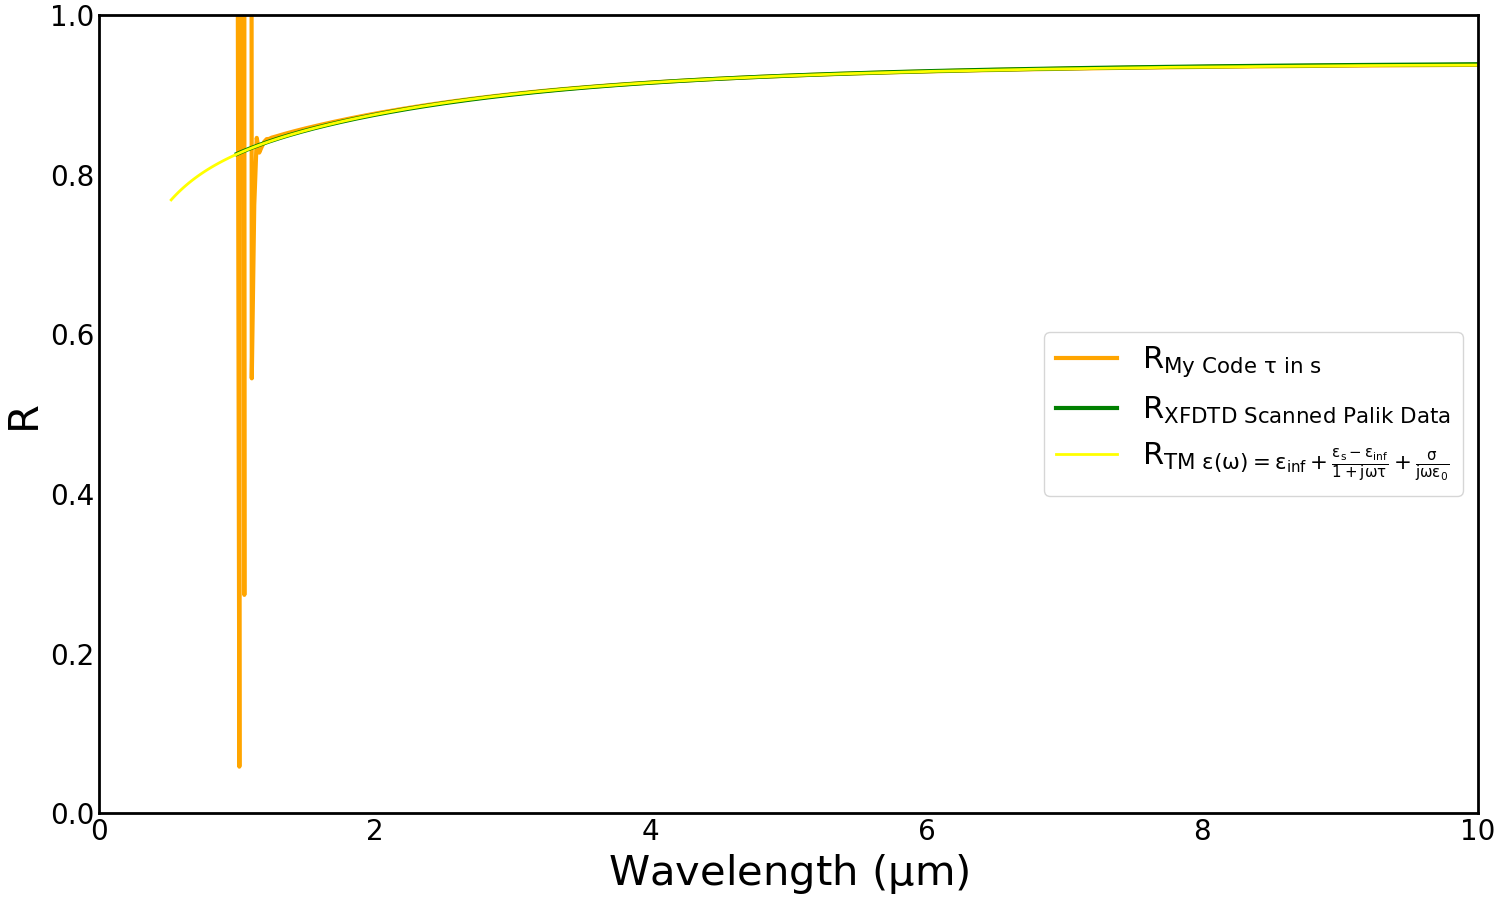 1.0
0.8
0.6
0.4
0.2
0.0
R
R_My Code τ in s
R_XFDTD Scanned Palik Data
R_TM ε(ω) = ε_inf + (ε_s − ε_inf)/(1 + jωτ) + σ/(jωε_0)
0 2 4 6 8 10
Wavelength (μm)